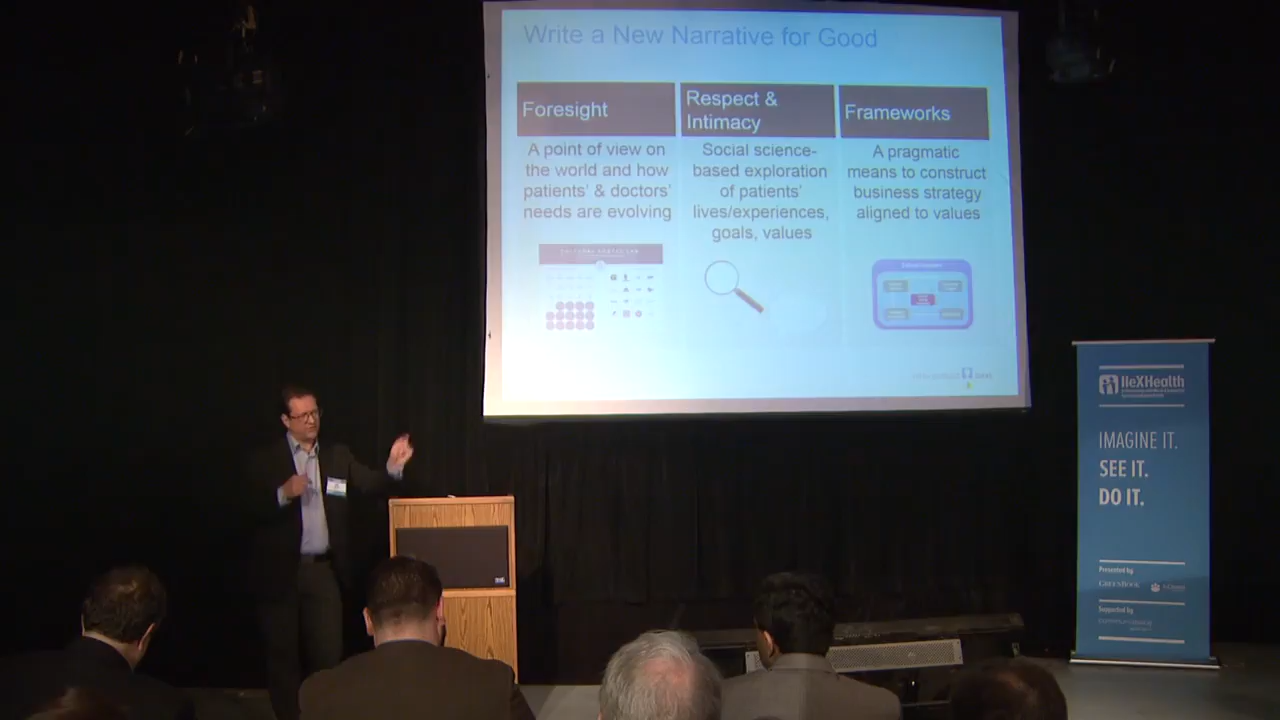 Write a New Narrative for Good
Foresight
A point of view on
the world and how
patients' & doctors'
needs are evolving
Respect &
Intimacy
Social science-
based exploration
of patients'
lives/experiences,
goals, values
Frameworks
A pragmatic
means to construct
business strategy
aligned to values
IIeXHealth
IMAGINE IT.
SEE IT.
DO IT.
Presented by
Supported by